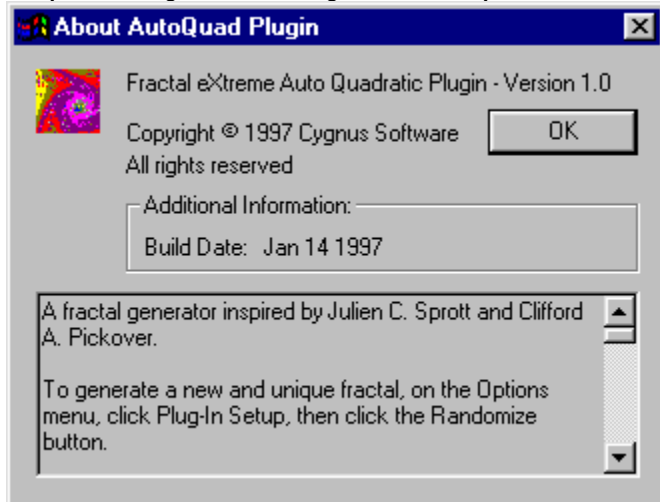 About AutoQuad Plugin
Fractal eXtreme Auto Quadratic Plugin - Version 1.0
Copyright © 1997 Cygnus Software
All rights reserved
OK
Additional Information:
Build Date: Jan 14 1997
A fractal generator inspired by Julien C. Sprott and Clifford
A. Pickover.
To generate a new and unique fractal, on the Options
menu, click Plug-In Setup, then click the Randomize
button.